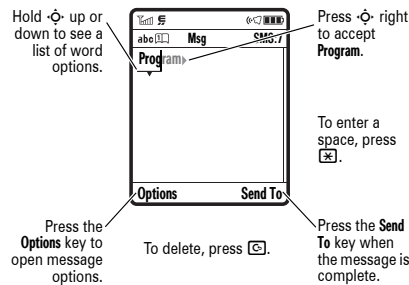 Hold up or
down to see a
list of word
options.
Press right
to accept
Program.
abc Msg SMS:7
Program
To enter a
space, press
*.
Options Send To
Press the
Options key to
open message
options.
To delete, press C.
Press the Send
To key when
the message is
complete.